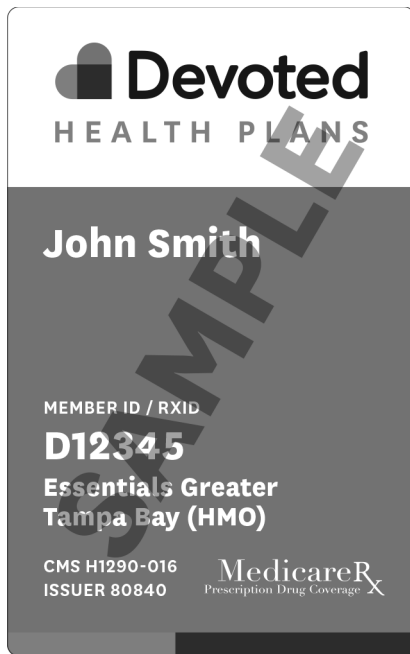 Devoted
HEALTH PLANS
John Smith
SAMPLE
MEMBER ID / RXID
D12345
Essentials Greater
Tampa Bay (HMO)
CMS H1290-016
ISSUER 80840
MedicareRx
Prescription Drug Coverage